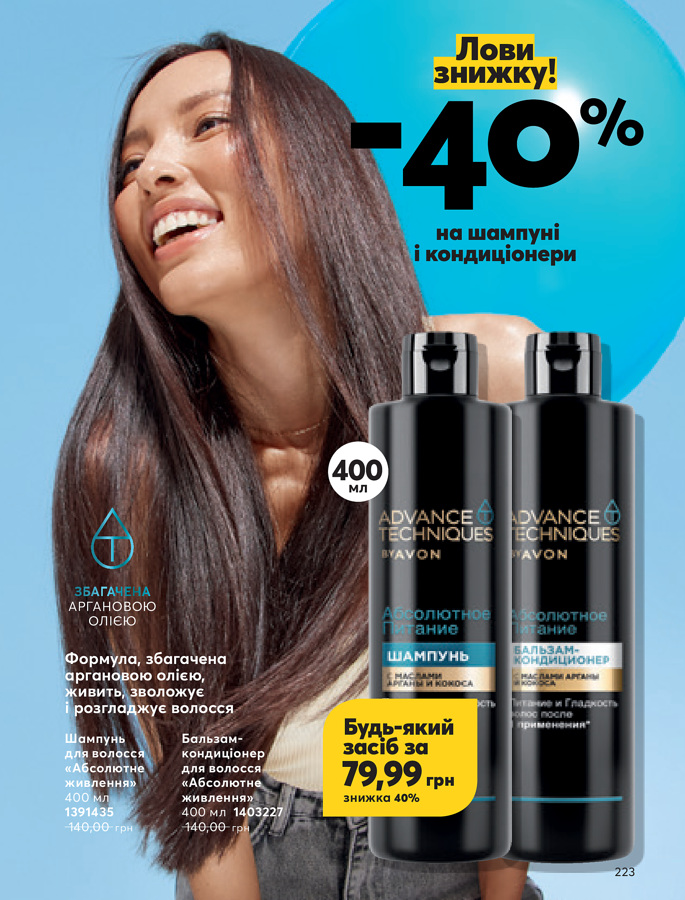 Лови
знижку!
-40%
на шампуні
і кондиціонери
400
мл
ADVANCE
TECHNIQUES
BY AVON
Абсолютное
Питание
ШАМПУНЬ
С МАСЛАМИ
АРГАНЫ И КОКОСА
ADVANCE
TECHNIQUES
BY AVON
Абсолютное
Питание
БАЛЬЗАМ-
КОНДИЦИОНЕР
С МАСЛАМИ АРГАНЫ
И КОКОСА
Питание и Гладкость
волос после
1 применения*
ЗБАГАЧЕНА
АРГАНОВОЮ
ОЛІЄЮ
Формула, збагачена
аргановою олією,
живить, зволожує
і розгладжує волосся
Шампунь
для волосся
«Абсолютне
живлення»
400 мл
1391435
140,00 грн
Бальзам-
кондиціонер
для волосся
«Абсолютне
живлення»
400 мл 1403227
140,00 грн
Будь-який
засіб за
79,99 грн
знижка 40%
223